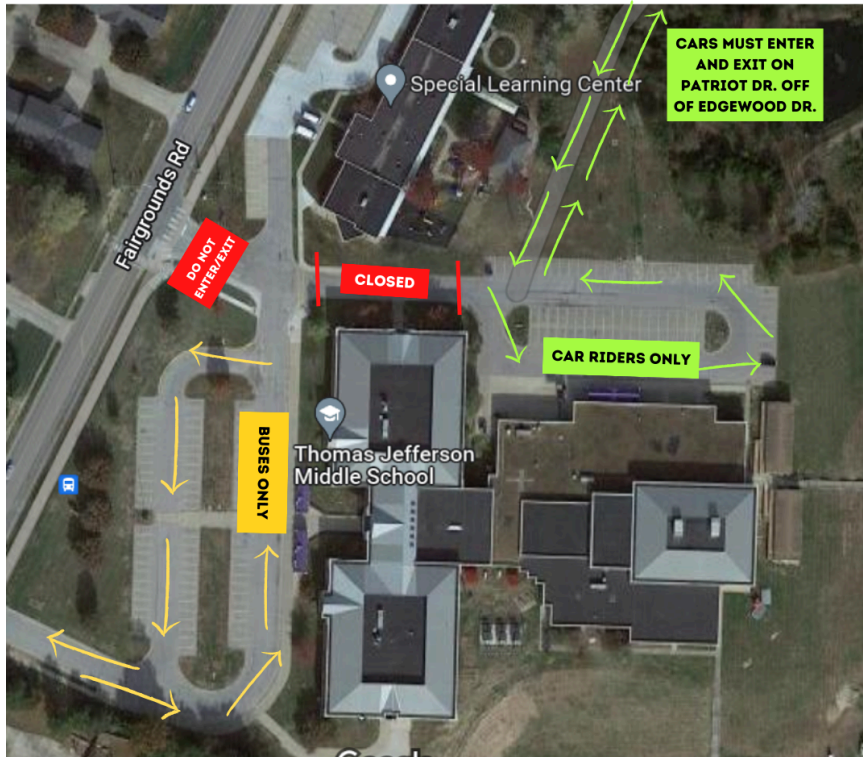 CARS MUST ENTER
AND EXIT ON
PATRIOT DR. OFF
OF EDGEWOOD DR.
Special Learning Center
Fairgrounds Rd
DO NOT
ENTER/EXIT
CLOSED
CAR RIDERS ONLY
BUSES ONLY
Thomas Jefferson
Middle School